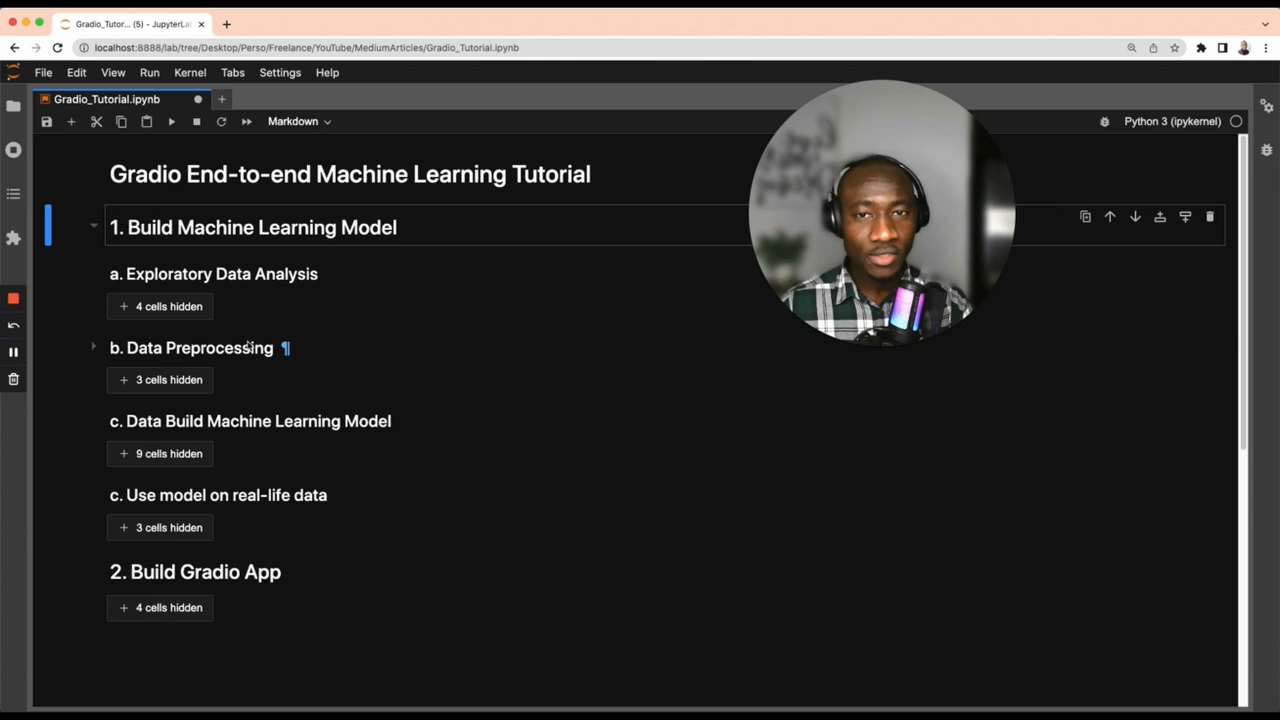 Gradio_Tutor... (5) - JupyterLa
localhost:8888/lab/tree/Desktop/Perso/Freelance/YouTube/MediumArticles/Gradio_Tutorial.ipynb
File Edit View Run Kernel Tabs Settings Help
Gradio_Tutorial.ipynb
Markdown Python 3 (ipykernel)
Gradio End-to-end Machine Learning Tutorial
1. Build Machine Learning Model
a. Exploratory Data Analysis
+ 4 cells hidden
b. Data Preprocessing ¶
+ 3 cells hidden
c. Data Build Machine Learning Model
+ 9 cells hidden
c. Use model on real-life data
+ 3 cells hidden
2. Build Gradio App
+ 4 cells hidden